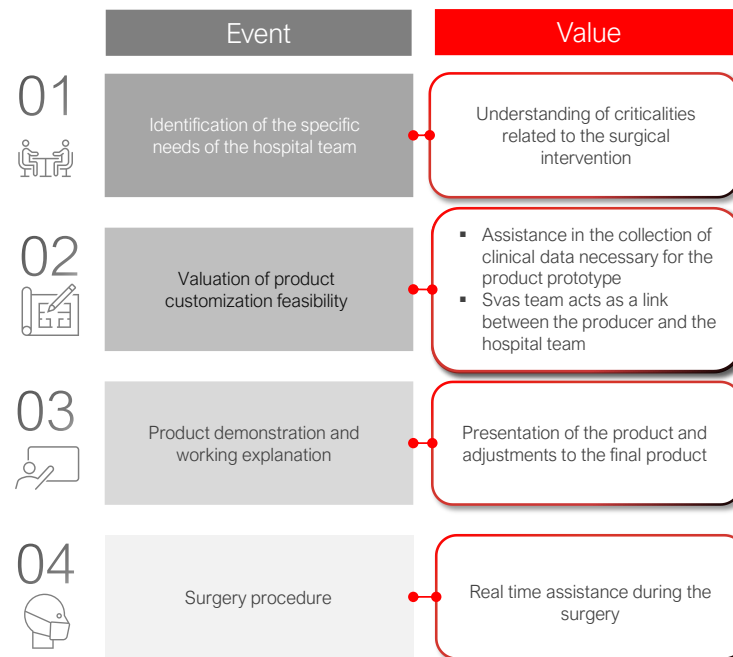 Event
Value
01
Identification of the specific
needs of the hospital team
Understanding of criticalities
related to the surgical
intervention
02
Valuation of product
customization feasibility
▪ Assistance in the collection of
clinical data necessary for the
product prototype
▪ Svas team acts as a link
between the producer and the
hospital team
03
Product demonstration and
working explanation
Presentation of the product and
adjustments to the final product
04
Surgery procedure
Real time assistance during the
surgery